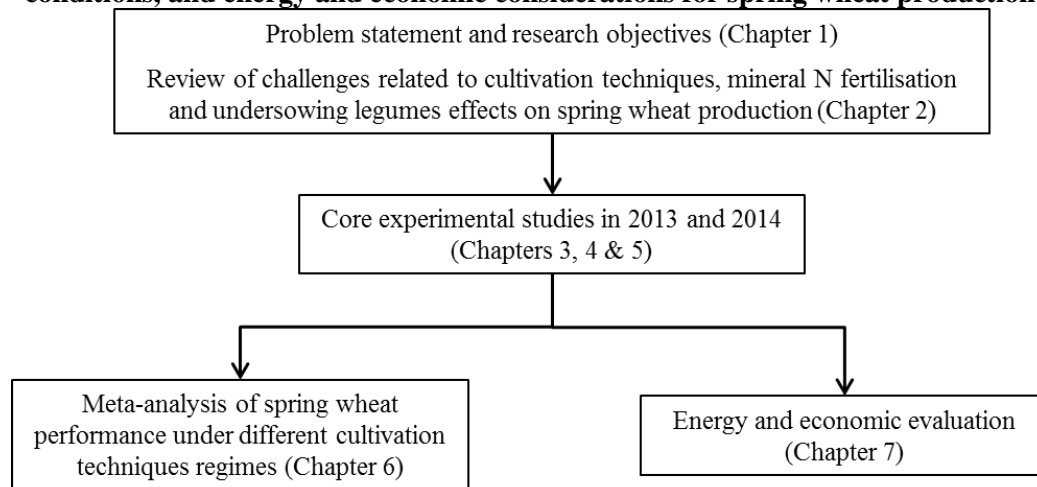 conditions, and energy and economic considerations for spring wheat production
Problem statement and research objectives (Chapter 1)
Review of challenges related to cultivation techniques, mineral N fertilisation
and undersowing legumes effects on spring wheat production (Chapter 2)
Core experimental studies in 2013 and 2014
(Chapters 3, 4 & 5)
Meta-analysis of spring wheat
performance under different cultivation
techniques regimes (Chapter 6)
Energy and economic evaluation
(Chapter 7)